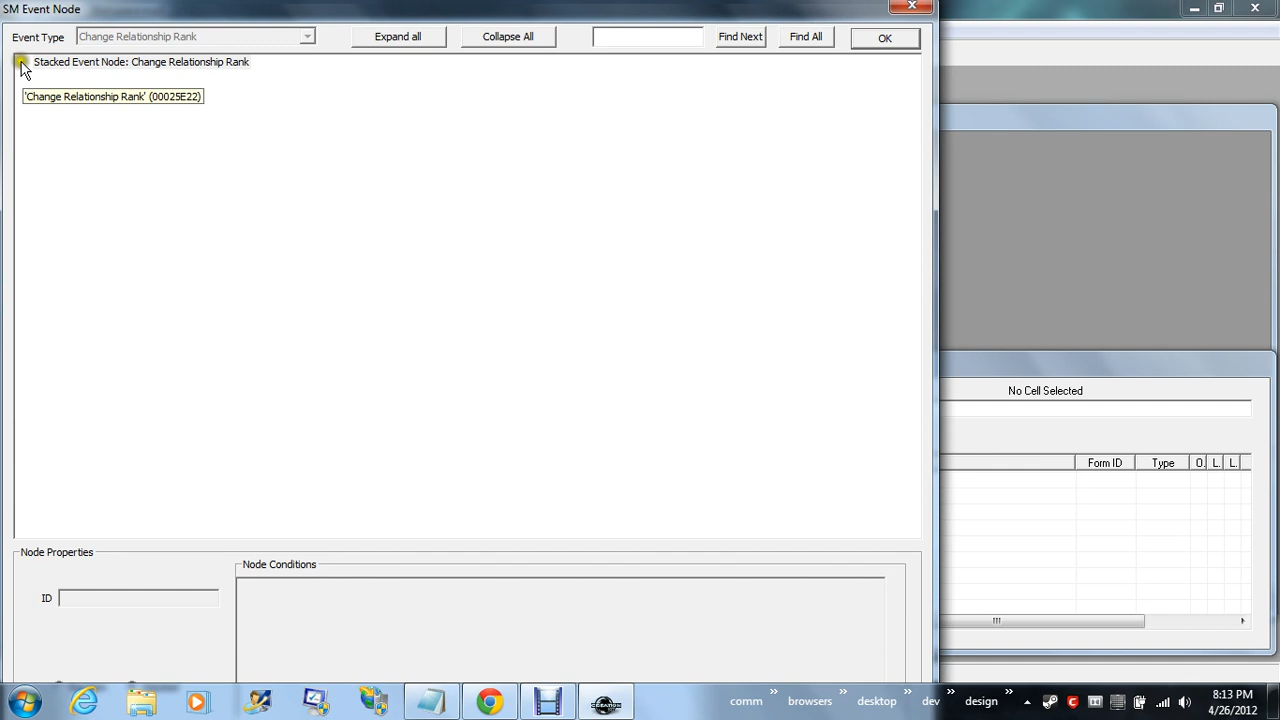 SM Event Node
Event Type
Change Relationship Rank
Expand all
Collapse All
Find Next
Find All
OK
Stacked Event Node: Change Relationship Rank
'Change Relationship Rank' (00025E22)
No Cell Selected
Form ID
Type
O.
L.
L.
Node Properties
Node Conditions
ID
comm »
browsers »
desktop »
dev »
design »
8:13 PM
4/26/2012